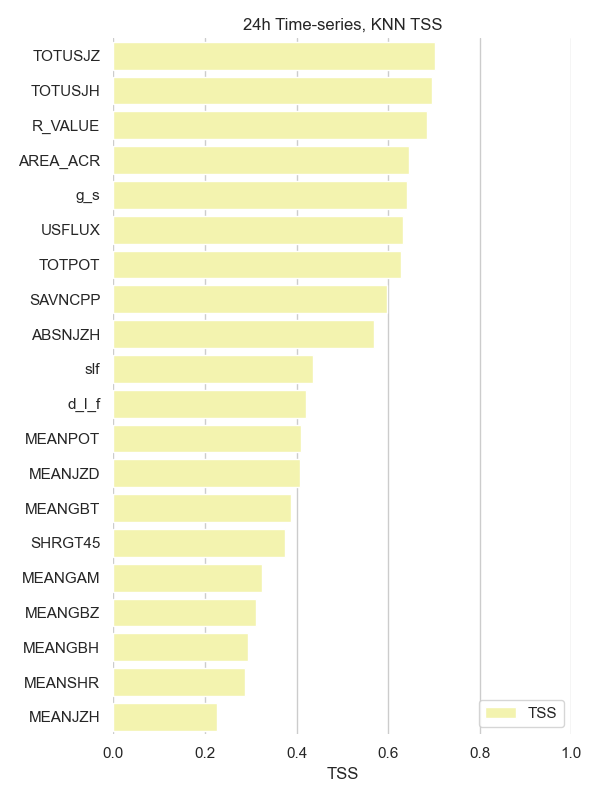 24h Time-series, KNN TSS
TOTUSJZ
TOTUSJH
R_VALUE
AREA_ACR
g_s
USFLUX
TOTPOT
SAVNCPP
ABSNJZH
slf
d_l_f
MEANPOT
MEANJZD
MEANGBT
SHRGT45
MEANGAM
MEANGBZ
MEANGBH
MEANSHR
MEANJZH
TSS
0.0 0.2 0.4 0.6 0.8 1.0
TSS